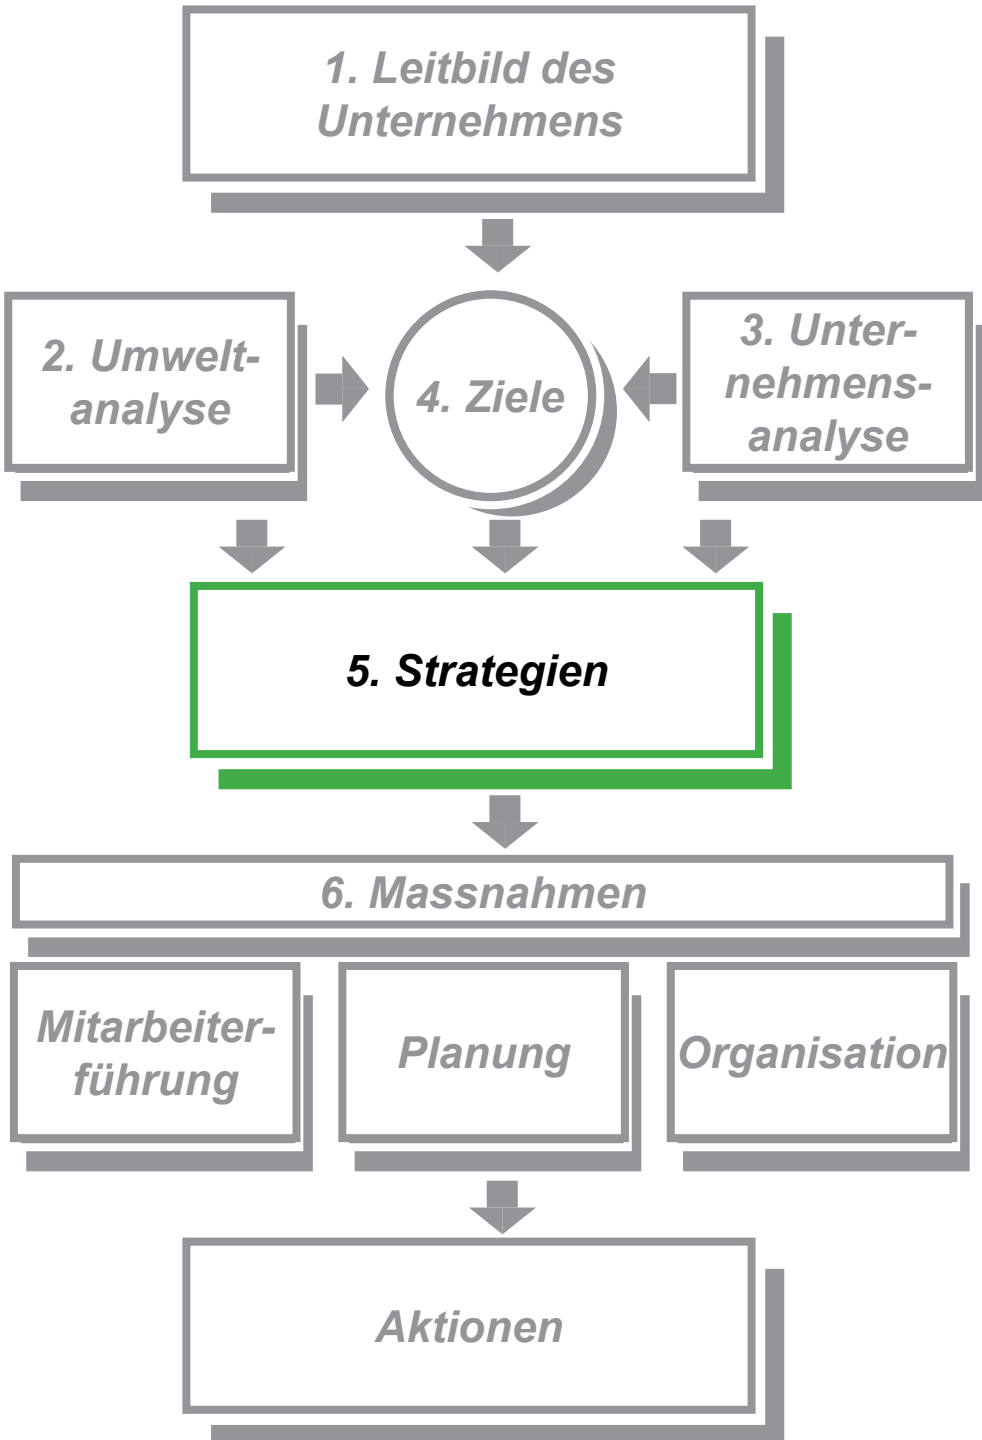 1. Leitbild des
Unternehmens
2. Umwelt-
analyse
4. Ziele
3. Unter-
nehmens-
analyse
5. Strategien
6. Massnahmen
Mitarbeiter-
führung
Planung
Organisation
Aktionen